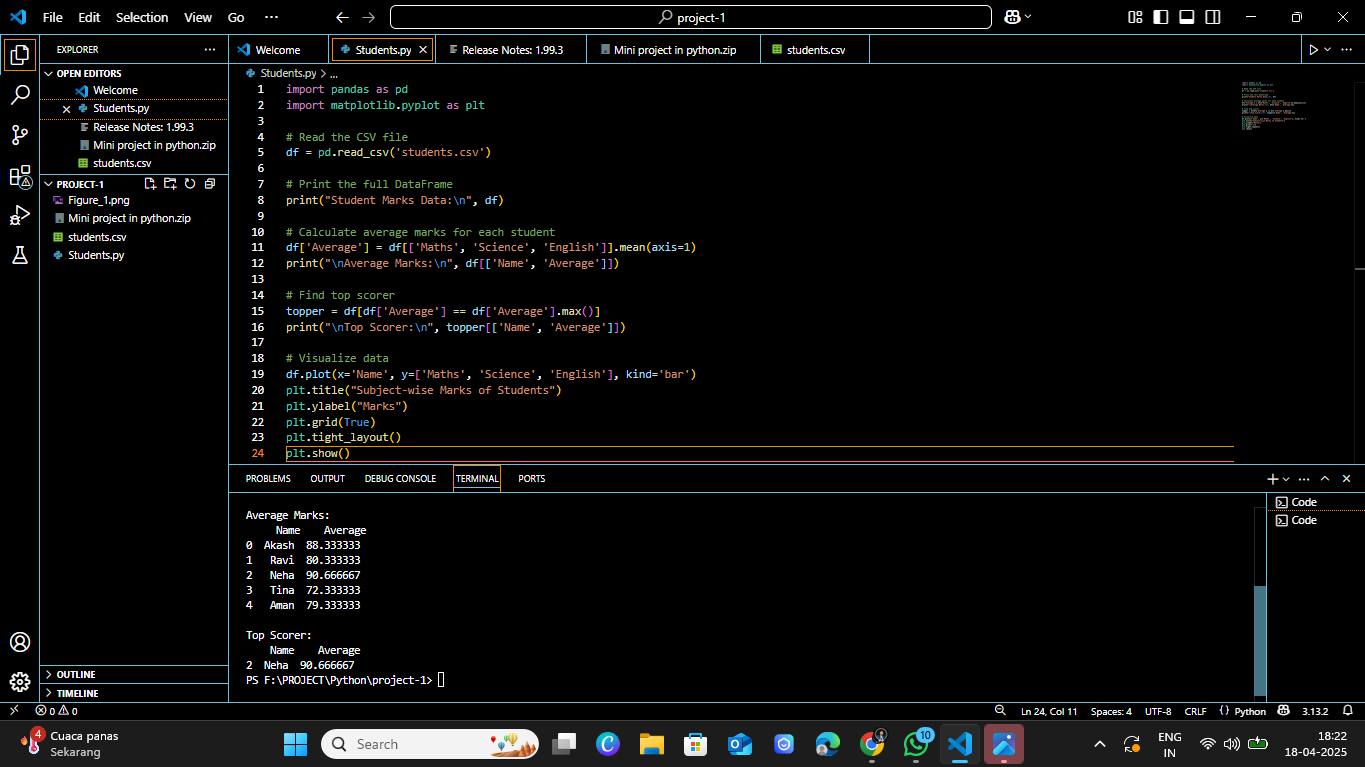 File Edit Selection View Go ··· project-1
EXPLORER ···
OPEN EDITORS
Welcome
Students.py
Release Notes: 1.99.3
Mini project in python.zip
students.csv
PROJECT-1
Figure_1.png
Mini project in python.zip
students.csv
Students.py
OUTLINE
TIMELINE
Welcome Students.py Release Notes: 1.99.3 Mini project in python.zip students.csv
Students.py > ...
1 import pandas as pd
2 import matplotlib.pyplot as plt
3
4 # Read the CSV file
5 df = pd.read_csv('students.csv')
6
7 # Print the full DataFrame
8 print("Student Marks Data:\n", df)
9
10 # Calculate average marks for each student
11 df['Average'] = df[['Maths', 'Science', 'English']].mean(axis=1)
12 print("\nAverage Marks:\n", df[['Name', 'Average']])
13
14 # Find top scorer
15 topper = df[df['Average'] == df['Average'].max()]
16 print("\nTop Scorer:\n", topper[['Name', 'Average']])
17
18 # Visualize data
19 df.plot(x='Name', y=['Maths', 'Science', 'English'], kind='bar')
20 plt.title("Subject-wise Marks of Students")
21 plt.ylabel("Marks")
22 plt.grid(True)
23 plt.tight_layout()
24 plt.show()
PROBLEMS OUTPUT DEBUG CONSOLE TERMINAL PORTS
Average Marks:
Name Average
0 Akash 88.333333
1 Ravi 80.333333
2 Neha 90.666667
3 Tina 72.333333
4 Aman 79.333333
Top Scorer:
Name Average
2 Neha 90.666667
PS F:\PROJECT\Python\project-1>
Code
Code
0 0 Ln 24, Col 11 Spaces: 4 UTF-8 CRLF {} Python 3.13.2
4 Cuaca panas
Sekarang
Search
10
ENG
IN
18:22
18-04-2025